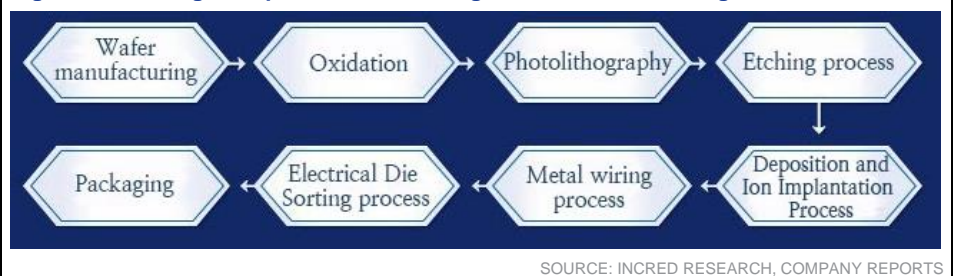 Wafer
manufacturing
Oxidation
Photolithography
Etching process
Deposition and
Ion Implantation
Process
Metal wiring
process
Electrical Die
Sorting process
Packaging
SOURCE: INCRED RESEARCH, COMPANY REPORTS